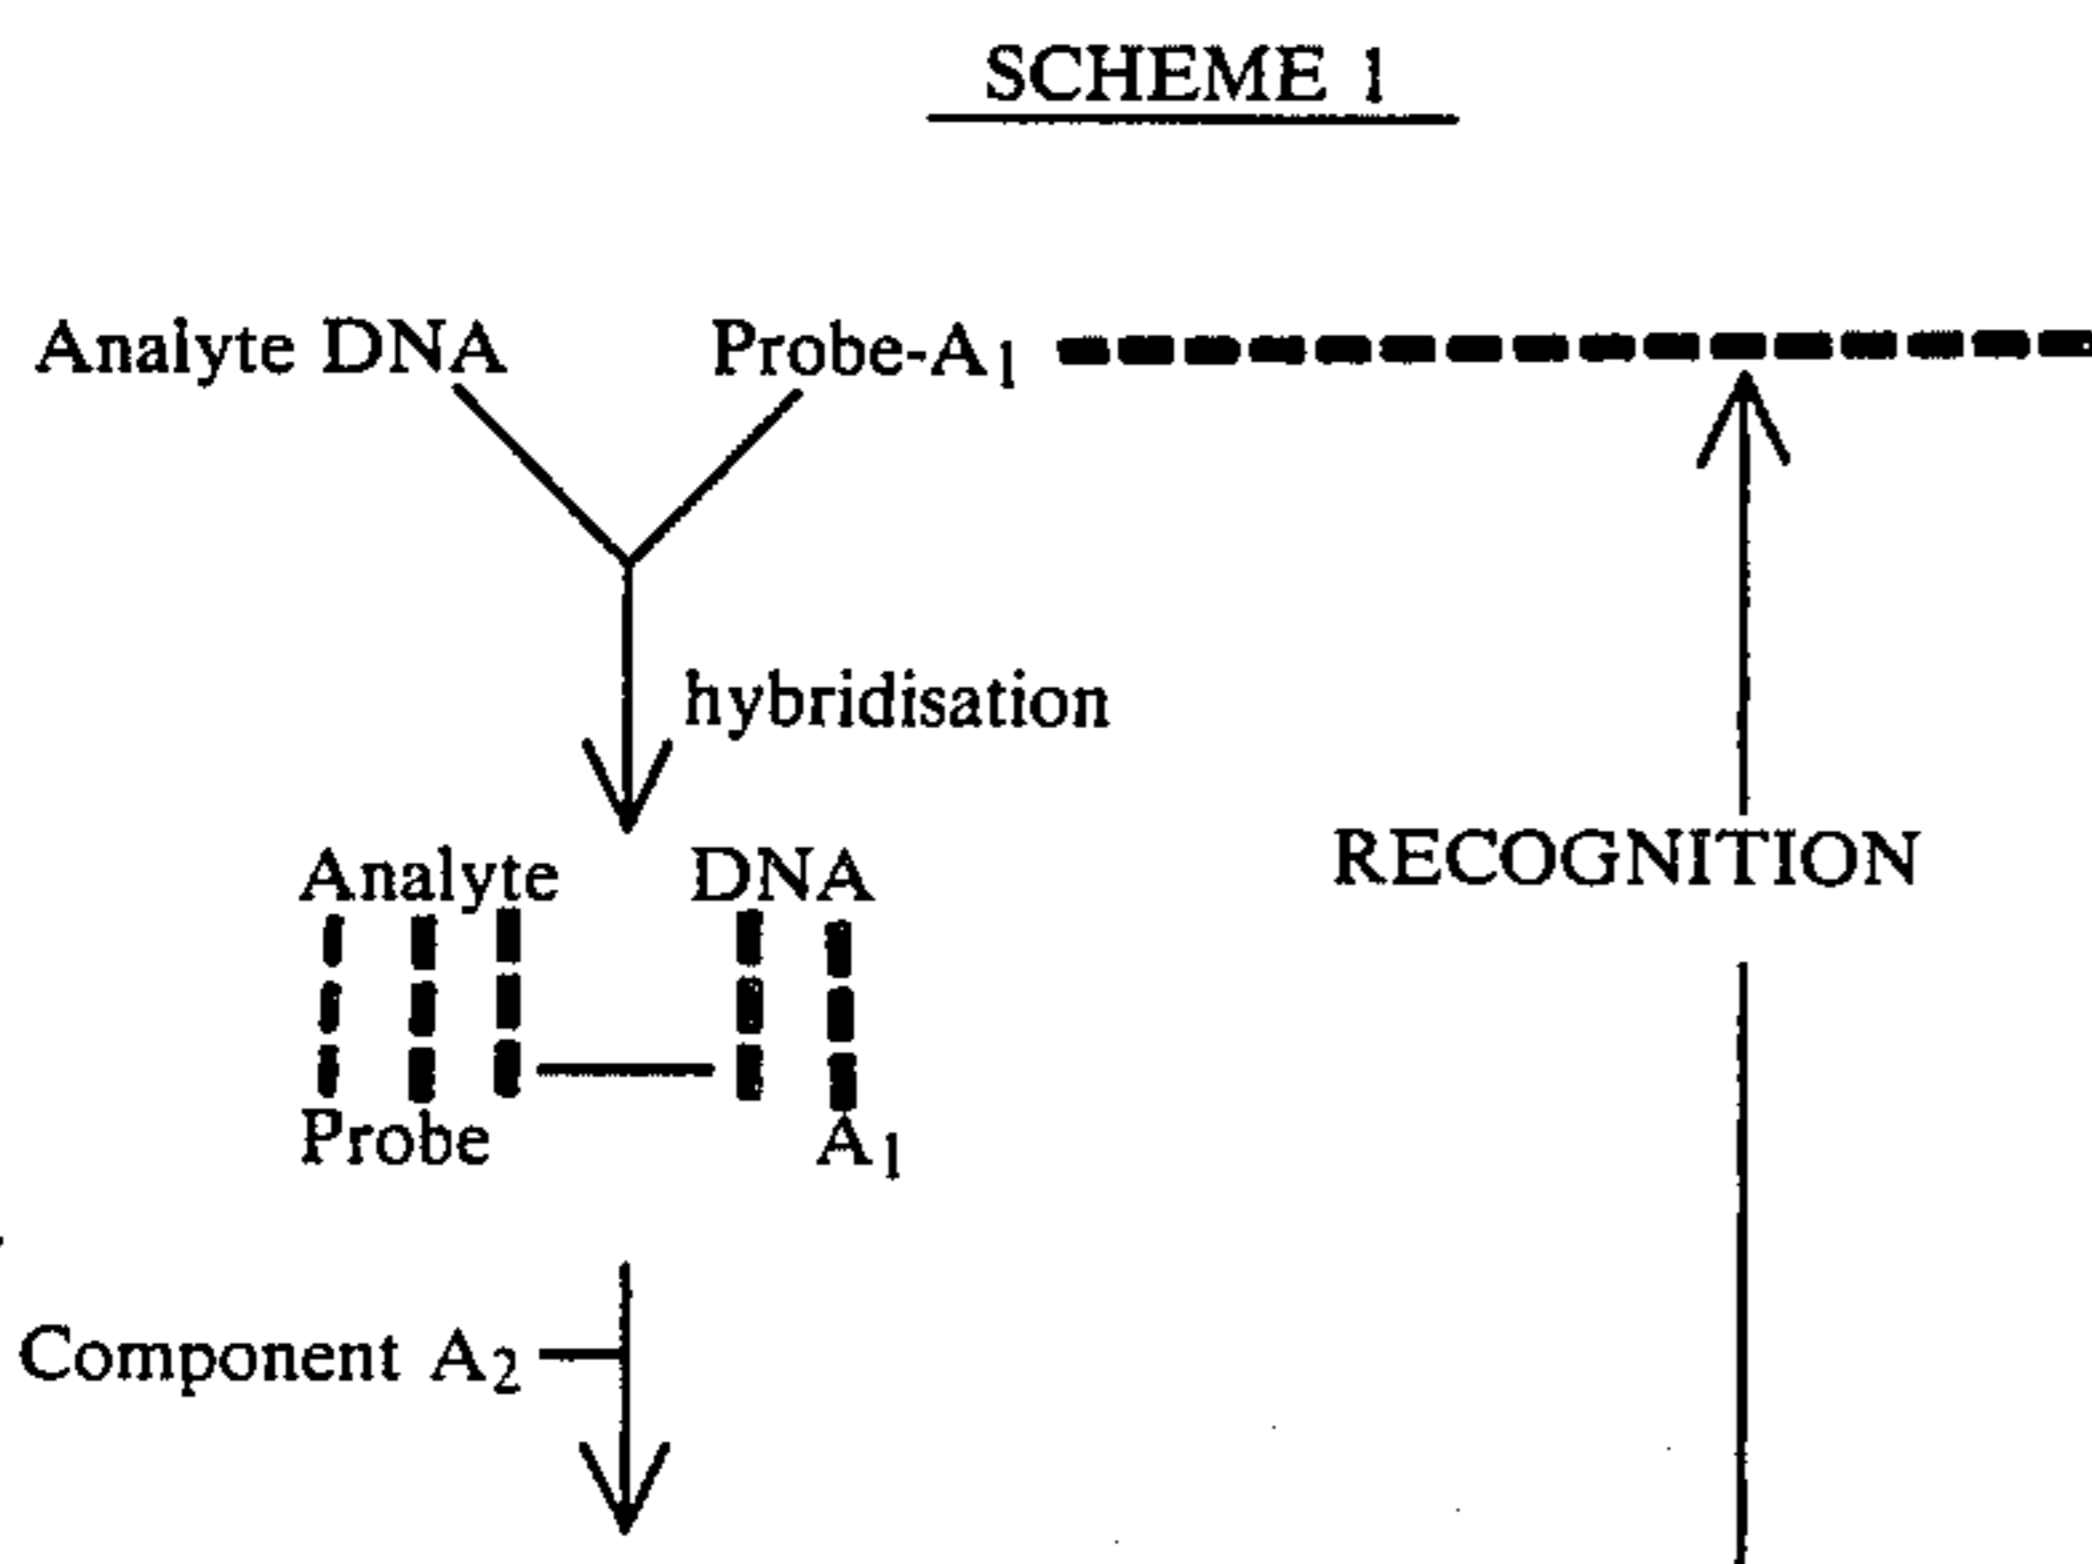 SCHEME 1
Analyte DNA Probe-A1
hybridisation
Analyte DNA
RECOGNITION
Probe A1
Component A2